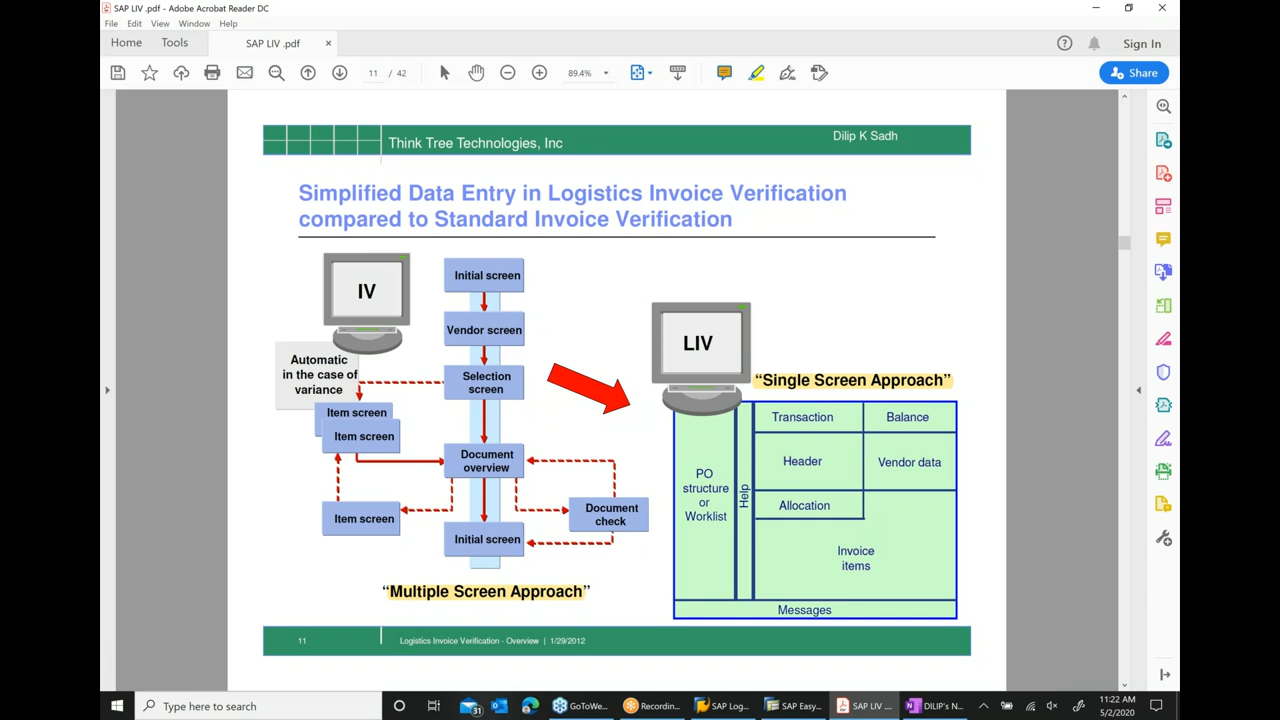 SAP LIV .pdf - Adobe Acrobat Reader DC
File Edit View Window Help
Home Tools SAP LIV .pdf × Sign In
11 / 42 89.4% Share
Think Tree Technologies, Inc Dilip K Sadh
Simplified Data Entry in Logistics Invoice Verification
compared to Standard Invoice Verification
IV
Initial screen
Vendor screen
Automatic
in the case of
variance
Selection
screen
Item screen
Item screen
Document
overview
Item screen
Document
check
Initial screen
“Multiple Screen Approach”
LIV
“Single Screen Approach”
PO
structure
or
Worklist
Help
Transaction Balance
Header Vendor data
Allocation
Invoice
items
Messages
11 Logistics Invoice Verification - Overview | 1/29/2012
Type here to search
31
GoToWe... Recordin... SAP Log... SAP Easy... SAP LIV ... DILIP's N...
11:22 AM
5/2/2020